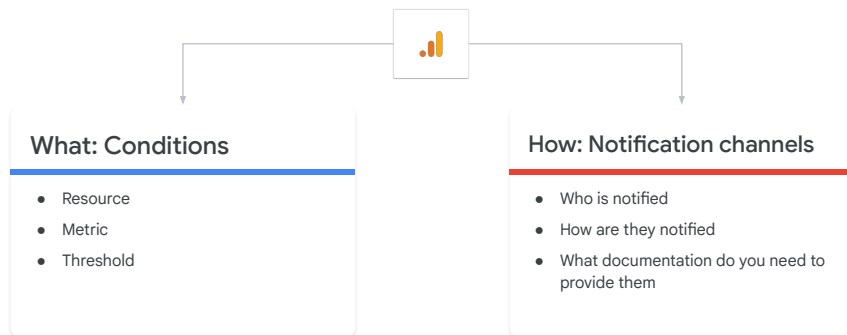 What: Conditions
● Resource
● Metric
● Threshold
How: Notification channels
● Who is notified
● How are they notified
● What documentation do you need to
provide them